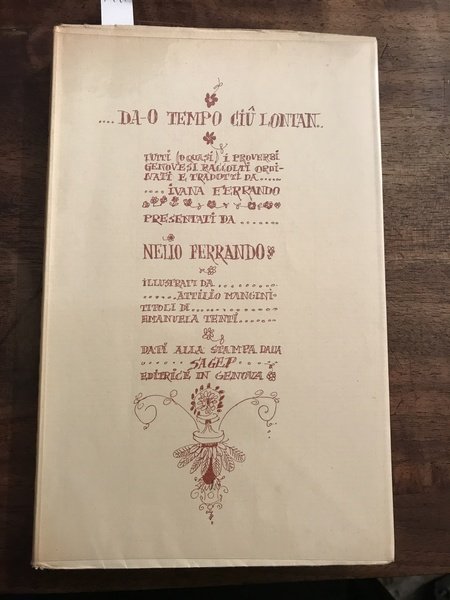 ....DA-O TEMPO CIÛ LONTAN..
TUTTI (O QUASI) I PROVERBI
GENOVESI RACCOLTI ORDI-
NATI E TRADOTTI DA.....
.... IVANA FERRANDO
PRESENTATI DA ........
NELIO FERRANDO
ILLUSTRATI DA ........
...... ATTILIO MANGINI-
TITOLI DI ..........
EMANUELA TENTI ......
DATI ALLA STAMPA DALLA
SAGEP
EDITRICE IN GENOVA